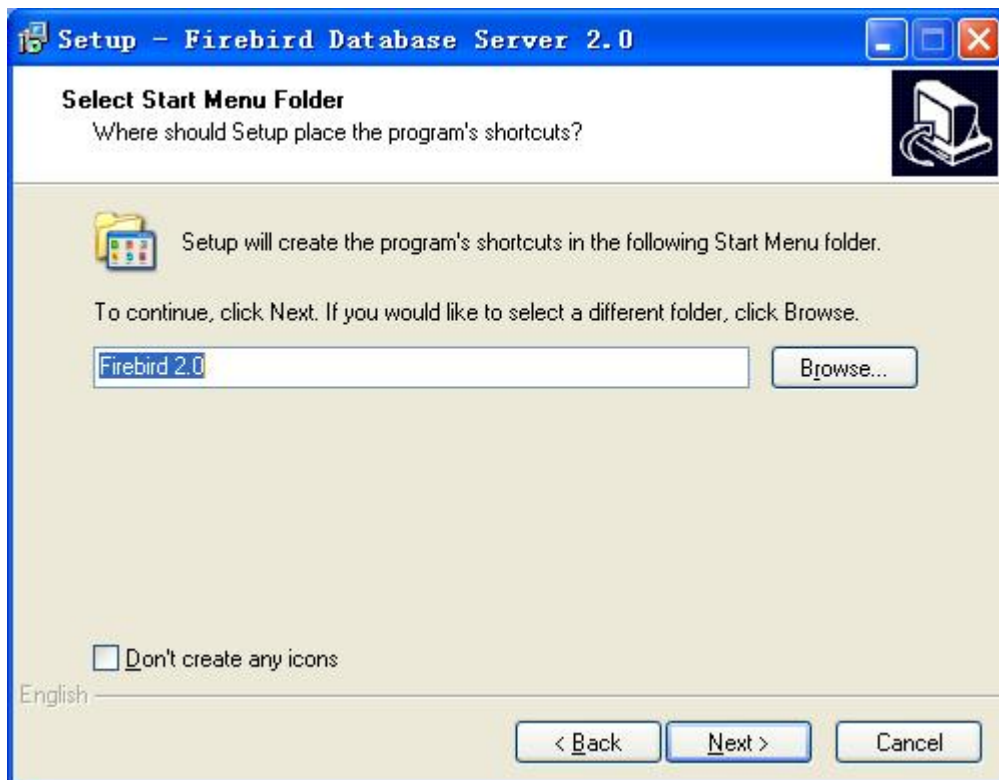 Setup - Firebird Database Server 2.0
Select Start Menu Folder
Where should Setup place the program's shortcuts?
Setup will create the program's shortcuts in the following Start Menu folder.
To continue, click Next. If you would like to select a different folder, click Browse.
Firebird 2.0
Browse...
Don't create any icons
English
< Back
Next >
Cancel